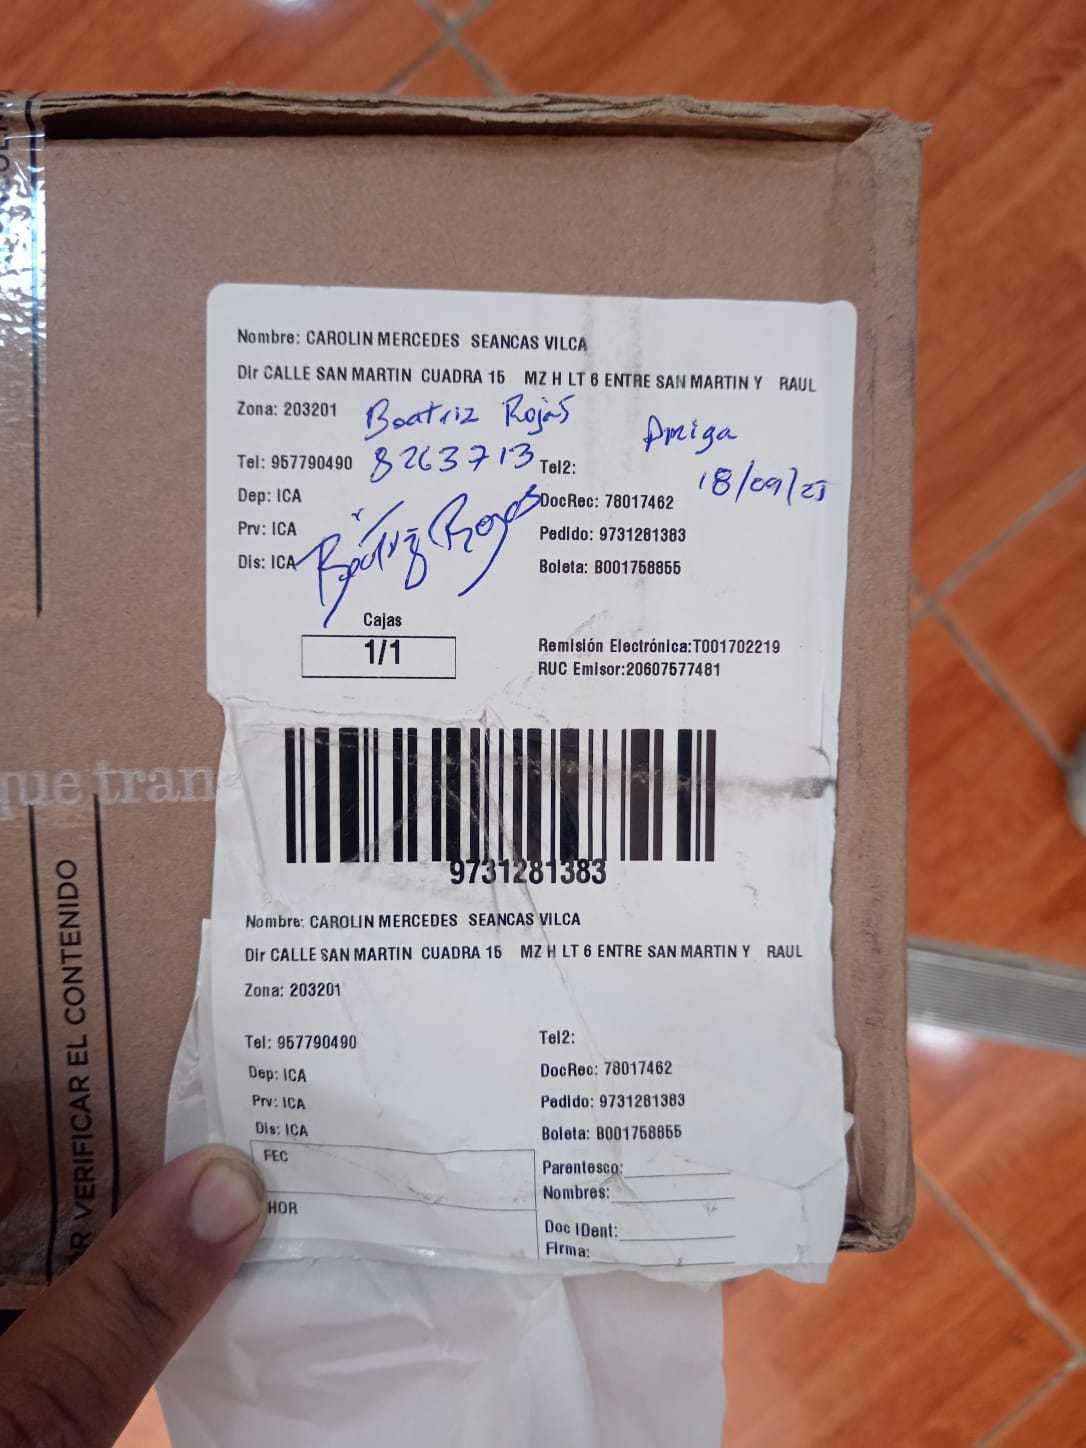 Nombre: CAROLIN MERCEDES SEANCAS VILCA
Dir CALLE SAN MARTIN CUADRA 15 MZ H LT 6 ENTRE SAN MARTIN Y RAUL
Zona: 203201 Beatriz Rojas Amiga
Tel: 957790490 8263713 Tel2: 18/09/25
Dep: ICA DocRec: 78017462
Prv: ICA Beatriz Rojas Pedido: 9731281383
Dis: ICA Boleta: B001758855
Cajas
1/1
Remisión Electrónica:T001702219
RUC Emisor:20607577481
que tran
9731281383
Nombre: CAROLIN MERCEDES SEANCAS VILCA
Dir CALLE SAN MARTIN CUADRA 15 MZ H LT 6 ENTRE SAN MARTIN Y RAUL
Zona: 203201
Tel: 957790490 Tel2:
Dep: ICA DocRec: 78017462
Prv: ICA Pedido: 9731281383
Dis: ICA Boleta: B001758855
FEC Parentesco:
Nombres:
HOR Doc IDent:
Firma:
OR VERIFICAR EL CONTENIDO